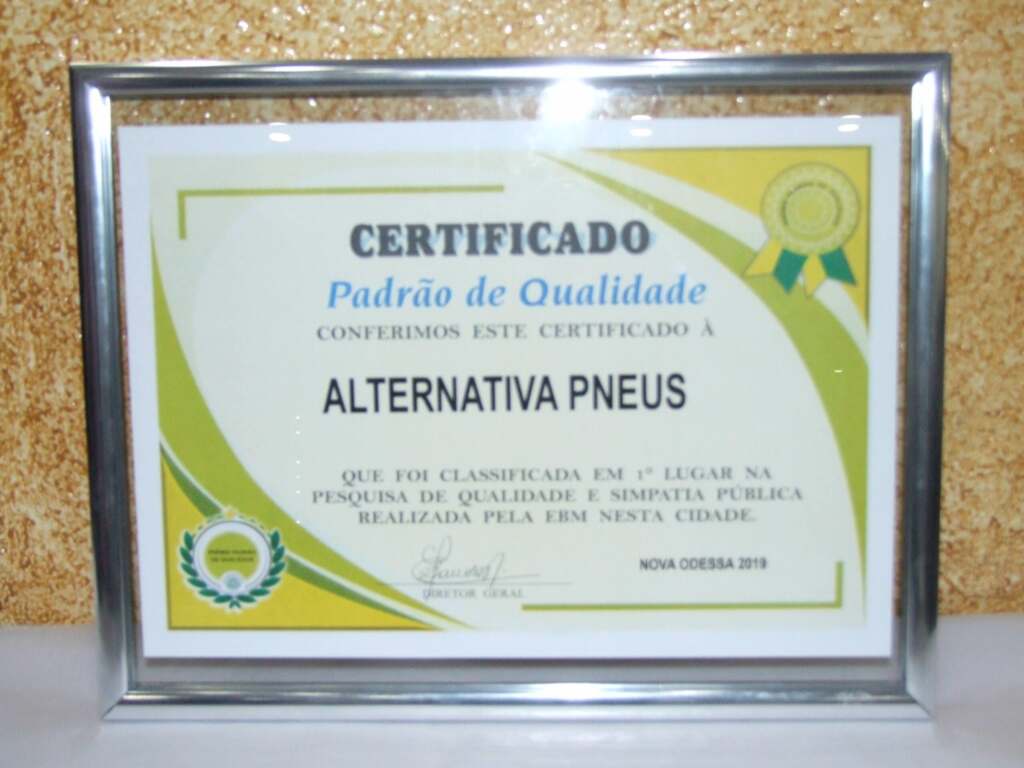 CERTIFICADO
Padrão de Qualidade
CONFERIMOS ESTE CERTIFICADO À
ALTERNATIVA PNEUS
QUE FOI CLASSIFICADA EM 1º LUGAR NA
PESQUISA DE QUALIDADE E SIMPATIA PÚBLICA
REALIZADA PELA EBM NESTA CIDADE.
DIRETOR GERAL
NOVA ODESSA 2019